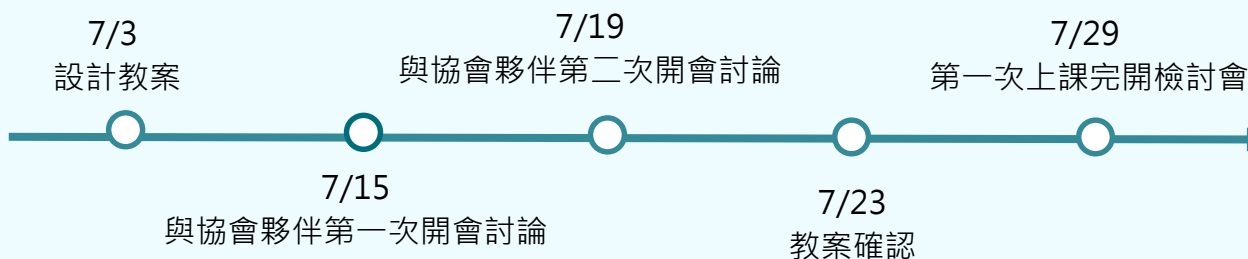 7/3
設計教案
7/15
與協會夥伴第一次開會討論
7/19
與協會夥伴第二次開會討論
7/23
教案確認
7/29
第一次上課完開檢討會